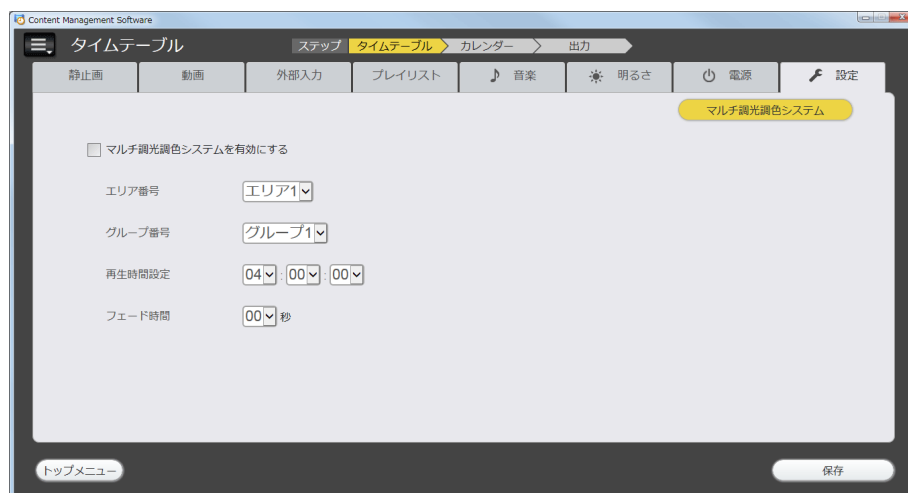 Content Management Software
タイムテーブル ステップ タイムテーブル カレンダー 出力
静止画 動画 外部入力 プレイリスト 音楽 明るさ 電源 設定
マルチ調光調色システム
マルチ調光調色システムを有効にする
エリア番号 エリア1
グループ番号 グループ1
再生時間設定 04 : 00 : 00
フェード時間 00 秒
トップメニュー 保存